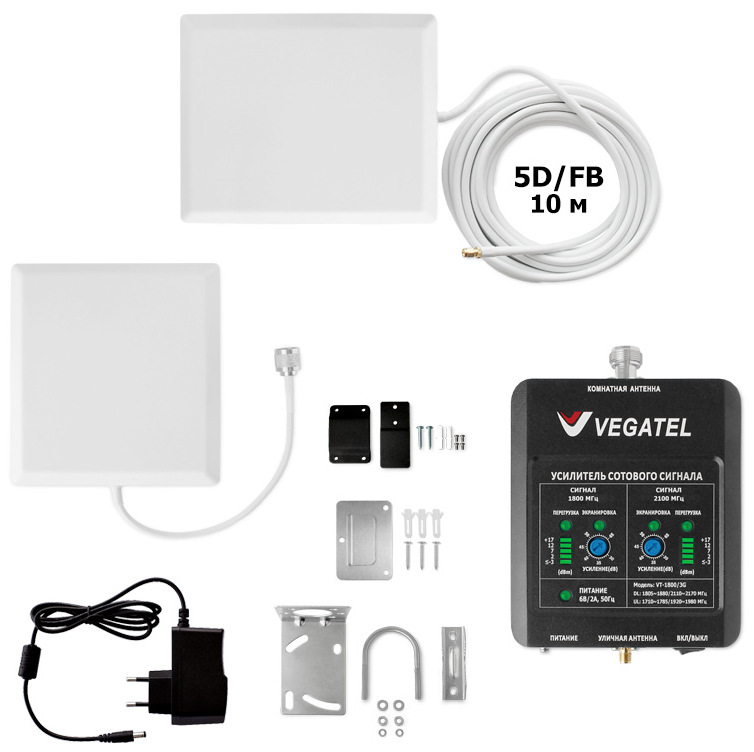 5D/FB
10 м
КОМНАТНАЯ АНТЕННА
VEGATEL
УСИЛИТЕЛЬ СОТОВОГО СИГНАЛА
СИГНАЛ
1800 МГц
СИГНАЛ
2100 МГц
ПЕРЕГРУЗКА ЭКРАНИРОВКА
ЭКРАНИРОВКА ПЕРЕГРУЗКА
+17
12
7
2
≤-3
(dBm)
45
УСИЛЕНИЕ(dB)
45
УСИЛЕНИЕ(dB)
+17
12
7
2
≤-3
(dBm)
ПИТАНИЕ
6В/2А, 50Гц
Модель: VT-1800/3G
DL: 1805~1880/2110~2170 МГц
UL: 1710~1785/1920~1980 МГц
ПИТАНИЕ УЛИЧНАЯ АНТЕННА ВКЛ/ВЫКЛ